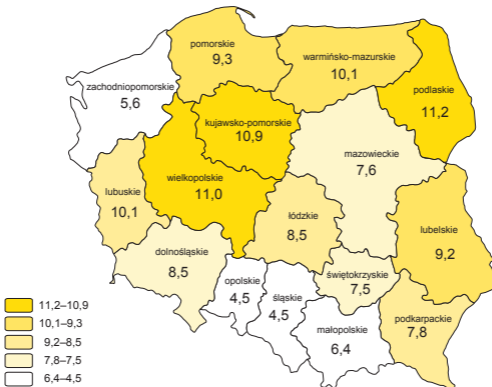 pomorskie
9,3
warmińsko-mazurskie
10,1
zachodniopomorskie
5,6
podlaskie
11,2
kujawsko-pomorskie
10,9
mazowieckie
7,6
wielkopolskie
11,0
lubuskie
10,1
łódzkie
8,5
lubelskie
9,2
dolnośląskie
8,5
opolskie
4,5
śląskie
4,5
świętokrzyskie
7,5
małopolskie
6,4
podkarpackie
7,8
11,2–10,9
10,1–9,3
9,2–8,5
7,8–7,5
6,4–4,5